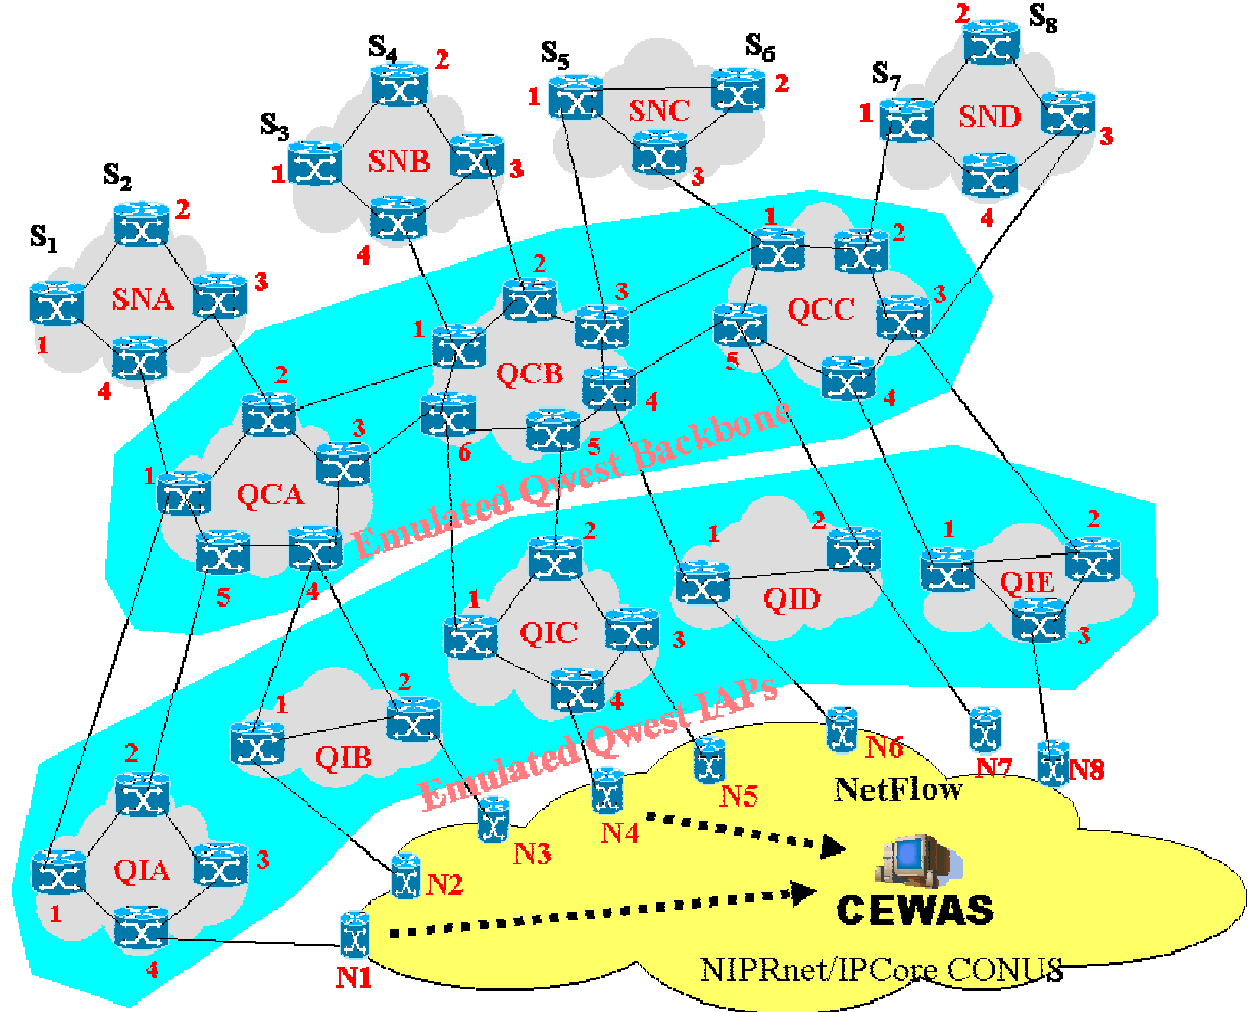 2
S8
S4
2
S5
S6
S7
1
2
SNC
1
SND
3
S3
1
SNB
3
3
4
S2
2
4
S1
1
2
2
SNA
3
3
3
1
4
1
2
QCC
QCB
5
4
2
4
3
6
5
1
QCA
Emulated Qwest Backbone
5
4
2
1
2
1
2
1
QIC
QID
QIE
3
3
1
2
4
QIB
Emulated Qwest IAPs
2
N6
N7
N8
NetFlow
N5
N4
N3
QIA
3
N2
1
CEWAS
4
N1
NIPRnet/IPCore CONUS